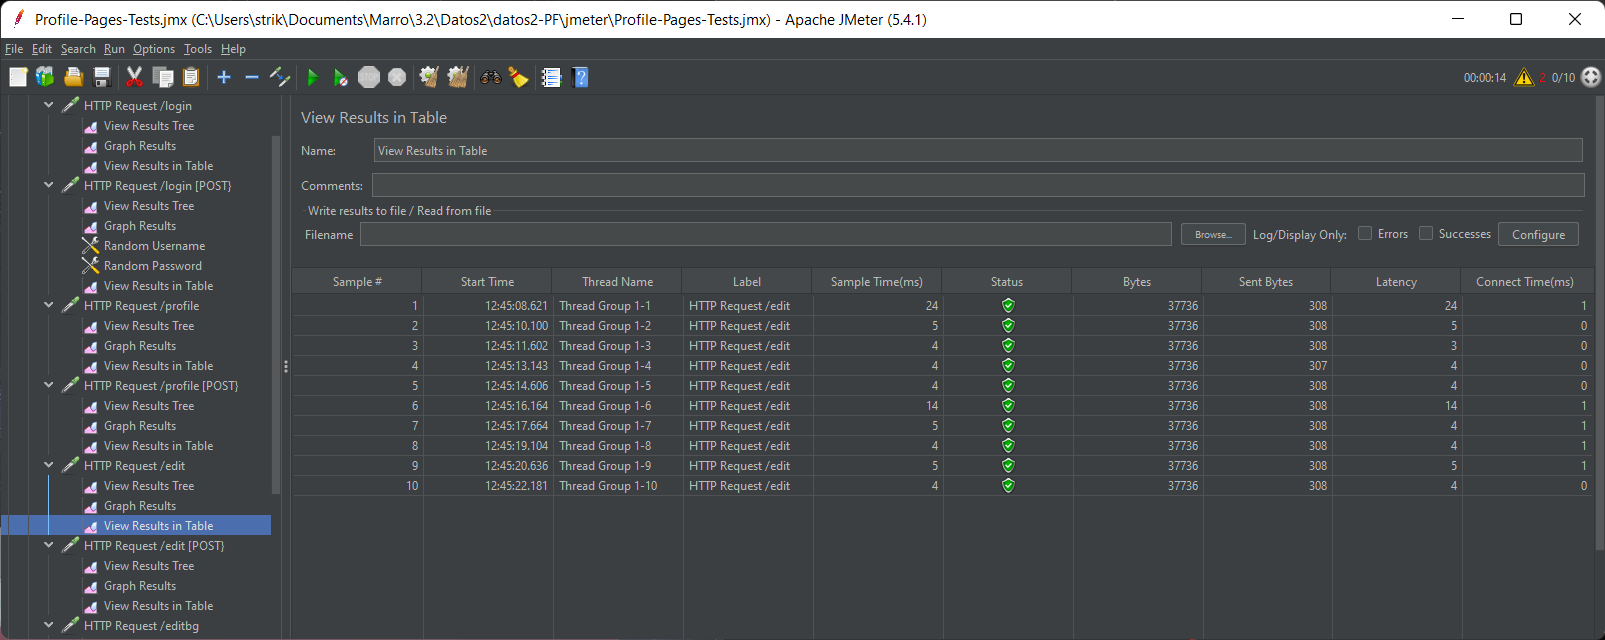 Profile-Pages-Tests.jmx (C:\Users\strik\Documents\Marro\3.2\Datos2\datos2-PF\jmeter\Profile-Pages-Tests.jmx) - Apache JMeter (5.4.1)
File Edit Search Run Options Tools Help
STOP
?
00:00:14 2 0/10
HTTP Request /login
View Results Tree
Graph Results
View Results in Table
HTTP Request /login [POST}
View Results Tree
Graph Results
Random Username
Random Password
View Results in Table
HTTP Request /profile
View Results Tree
Graph Results
View Results in Table
HTTP Request /profile [POST}
View Results Tree
Graph Results
View Results in Table
HTTP Request /edit
View Results Tree
Graph Results
View Results in Table
HTTP Request /edit [POST}
View Results Tree
Graph Results
View Results in Table
HTTP Request /editbg
View Results in Table
Name: View Results in Table
Comments:
Write results to file / Read from file
Filename Browse... Log/Display Only: Errors Successes Configure
Sample # Start Time Thread Name Label Sample Time(ms) Status Bytes Sent Bytes Latency Connect Time(ms)
1 12:45:08.621 Thread Group 1-1 HTTP Request /edit 24 37736 308 24 1
2 12:45:10.100 Thread Group 1-2 HTTP Request /edit 5 37736 308 5 0
3 12:45:11.602 Thread Group 1-3 HTTP Request /edit 4 37736 308 3 0
4 12:45:13.143 Thread Group 1-4 HTTP Request /edit 4 37736 307 4 0
5 12:45:14.606 Thread Group 1-5 HTTP Request /edit 4 37736 308 4 0
6 12:45:16.164 Thread Group 1-6 HTTP Request /edit 14 37736 308 14 1
7 12:45:17.664 Thread Group 1-7 HTTP Request /edit 5 37736 308 4 1
8 12:45:19.104 Thread Group 1-8 HTTP Request /edit 4 37736 308 4 1
9 12:45:20.636 Thread Group 1-9 HTTP Request /edit 5 37736 308 5 1
10 12:45:22.181 Thread Group 1-10 HTTP Request /edit 4 37736 308 4 0